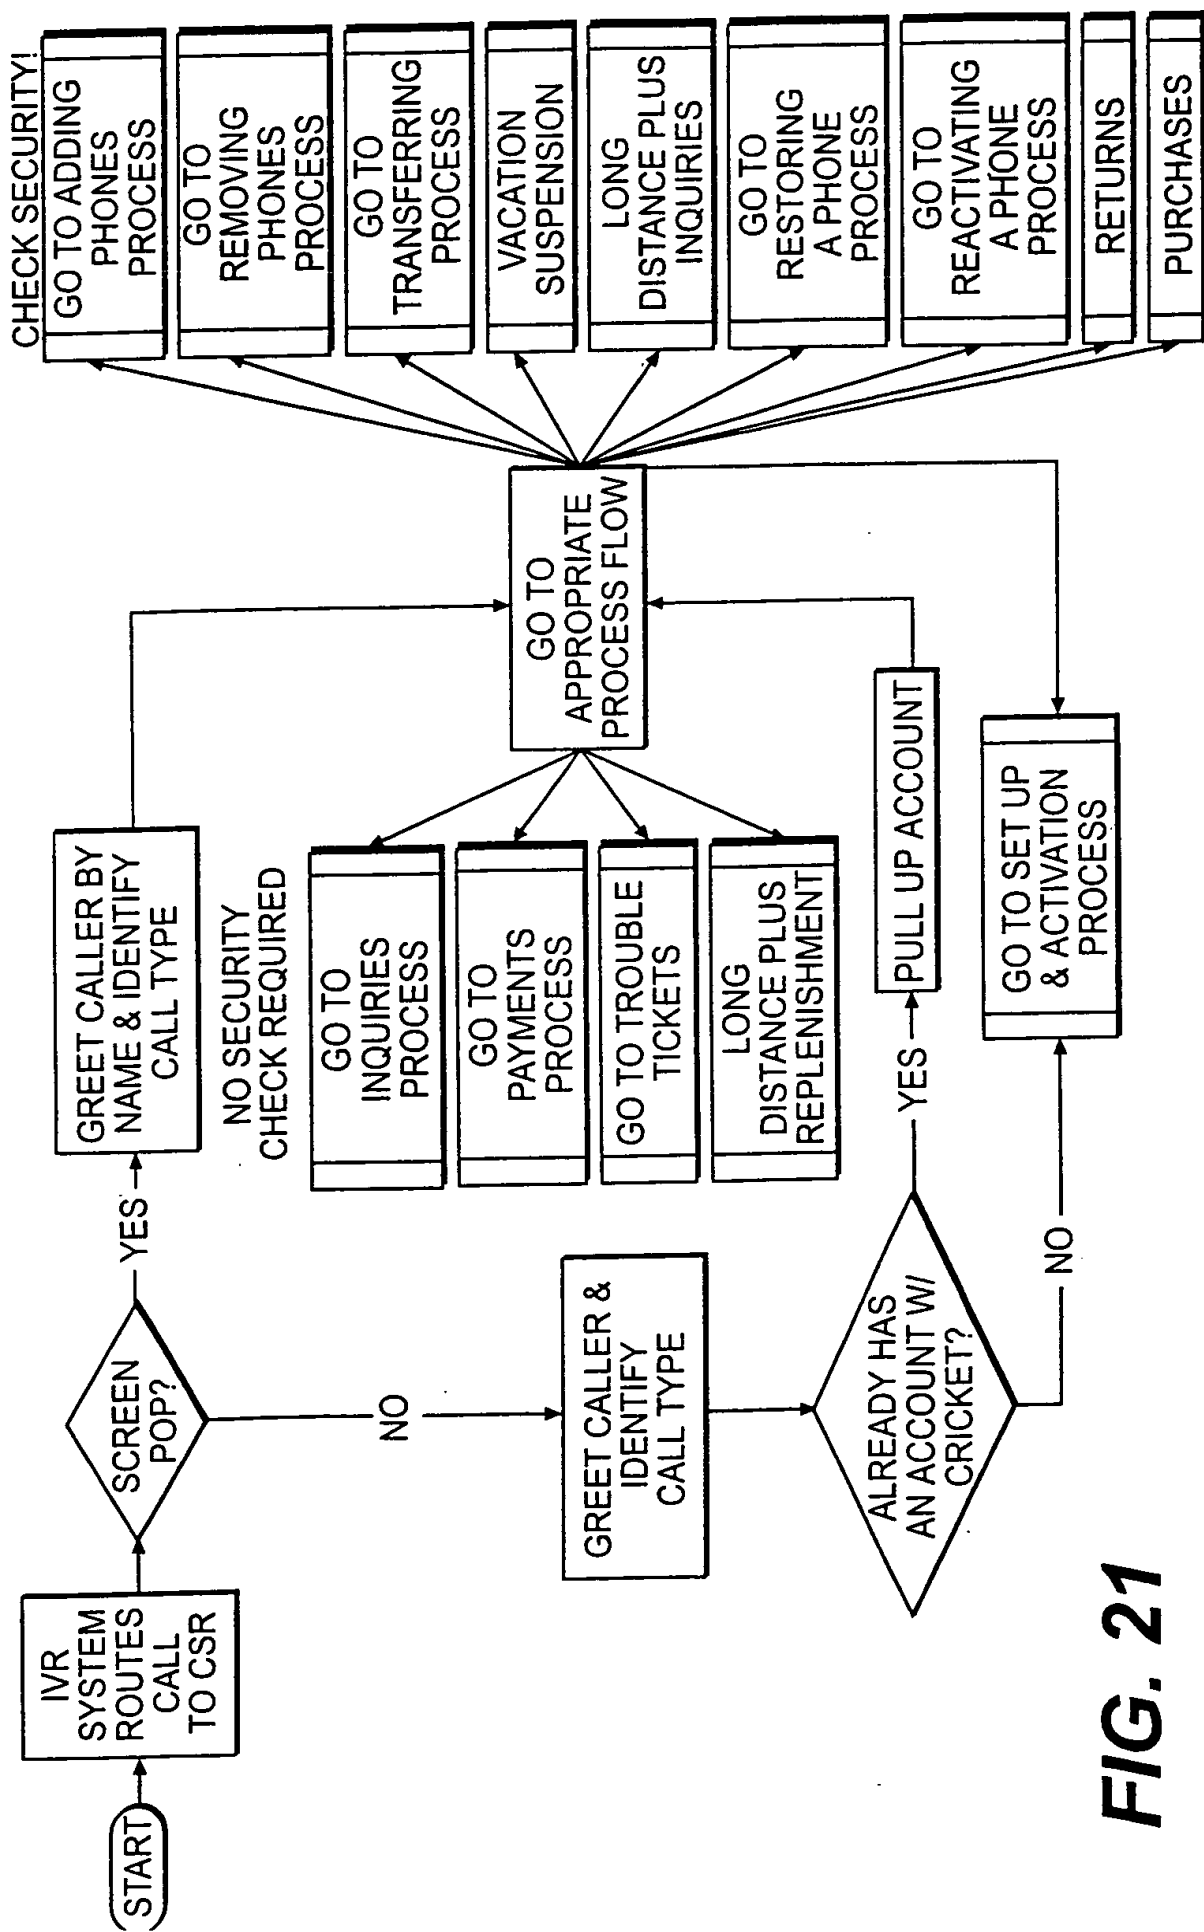 START
IVR
SYSTEM
ROUTES
CALL
TO CSR
SCREEN
POP?
YES
GREET CALLER BY
NAME & IDENTIFY
CALL TYPE
NO
GREET CALLER &
IDENTIFY
CALL TYPE
ALREADY HAS
AN ACCOUNT W/
CRICKET?
YES
PULL UP ACCOUNT
NO
GO TO SET UP
& ACTIVATION
PROCESS
NO SECURITY
CHECK REQUIRED
GO TO
INQUIRIES
PROCESS
GO TO
PAYMENTS
PROCESS
GO TO TROUBLE
TICKETS
LONG
DISTANCE PLUS
REPLENISHMENT
GO TO
APPROPRIATE
PROCESS FLOW
CHECK SECURITY!
GO TO ADDING
PHONES
PROCESS
GO TO
REMOVING
PHONES
PROCESS
GO TO
TRANSFERRING
PROCESS
VACATION
SUSPENSION
LONG
DISTANCE PLUS
INQUIRIES
GO TO
RESTORING
A PHONE
PROCESS
GO TO
REACTIVATING
A PHONE
PROCESS
RETURNS
PURCHASES
FIG. 21